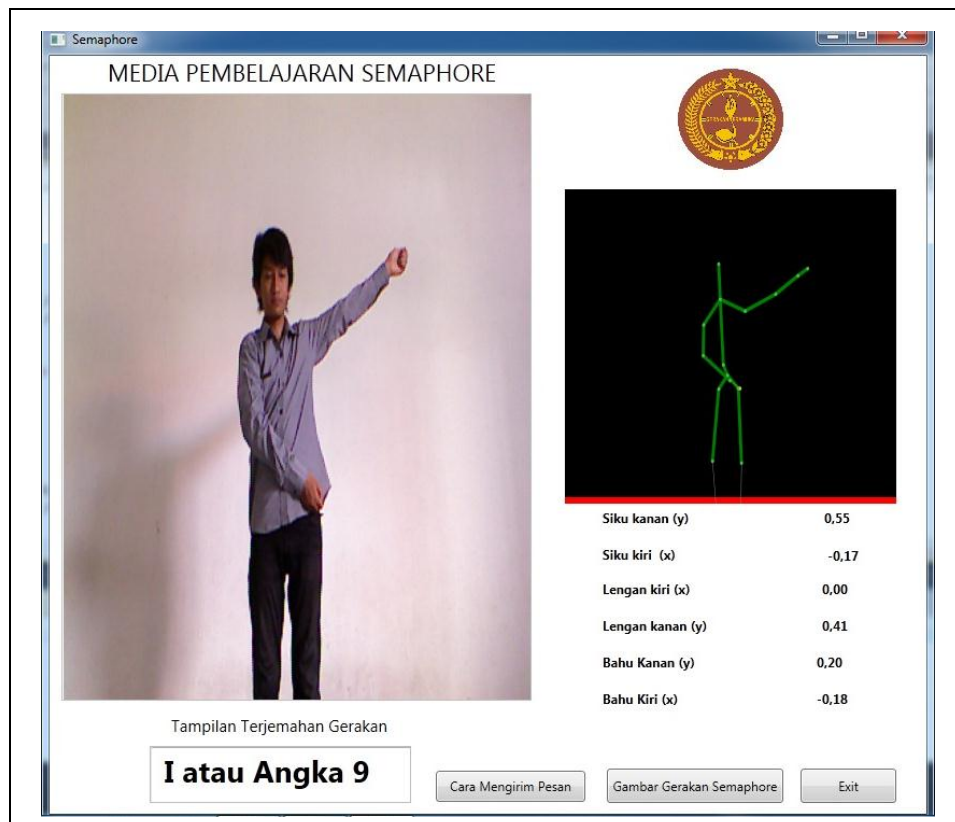 Semaphore
MEDIA PEMBELAJARAN SEMAPHORE
Siku kanan (y) 0,55
Siku kiri (x) -0,17
Lengan kiri (x) 0,00
Lengan kanan (y) 0,41
Bahu Kanan (y) 0,20
Bahu Kiri (x) -0,18
Tampilan Terjemahan Gerakan
I atau Angka 9
Cara Mengirim Pesan
Gambar Gerakan Semaphore
Exit